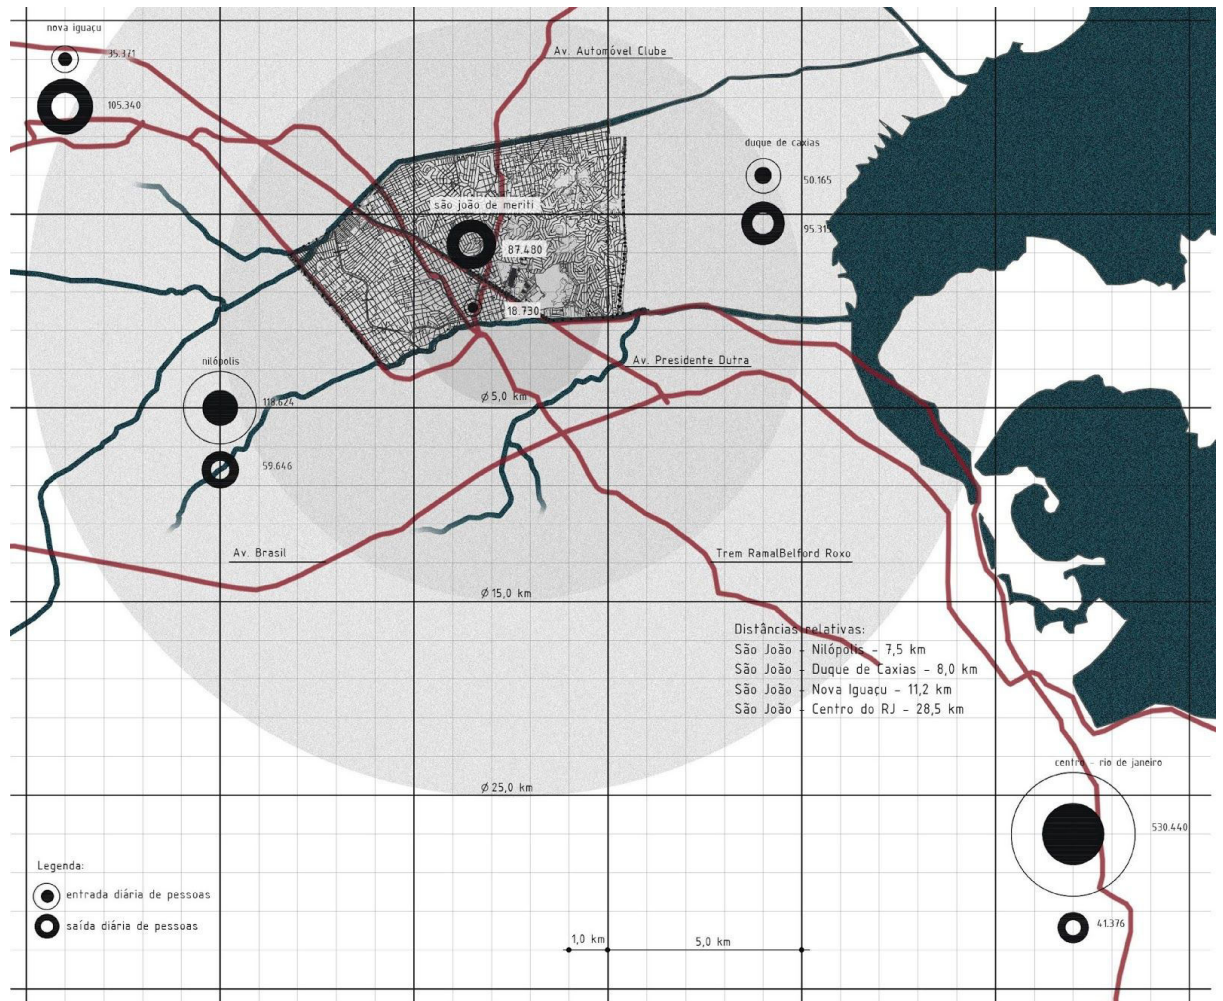 nova iguaçu
35.371
105.340
Av. Automóvel Clube
duque de caxias
50.165
95.315
são joão de meriti
87.480
18.730
nilópolis
118.624
59.646
Av. Presidente Dutra
Ø 5,0 km
Av. Brasil
Trem RamalBelford Roxo
Ø 15,0 km
Distâncias relativas:
São João - Nilópolis - 7,5 km
São João - Duque de Caxias - 8,0 km
São João - Nova Iguaçu - 11,2 km
São João - Centro do RJ - 28,5 km
Ø 25,0 km
centro - rio de janeiro
530.440
41.376
Legenda:
entrada diária de pessoas
saída diária de pessoas
1,0 km
5,0 km